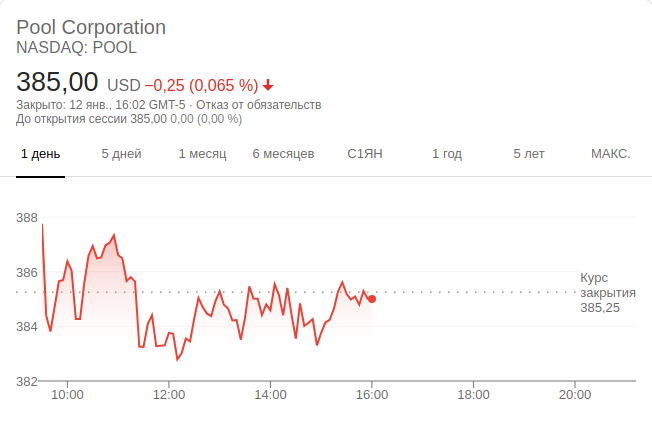 Pool Corporation
NASDAQ: POOL
385,00 USD −0,25 (0,065 %)
Закрыто: 12 янв., 16:02 GMT-5 · Отказ от обязательств
До открытия сессии 385,00 0,00 (0,00 %)
1 день 5 дней 1 месяц 6 месяцев С1ЯН 1 год 5 лет МАКС.
388
386
Курс
закрытия
385,25
384
382
10:00 12:00 14:00 16:00 18:00 20:00